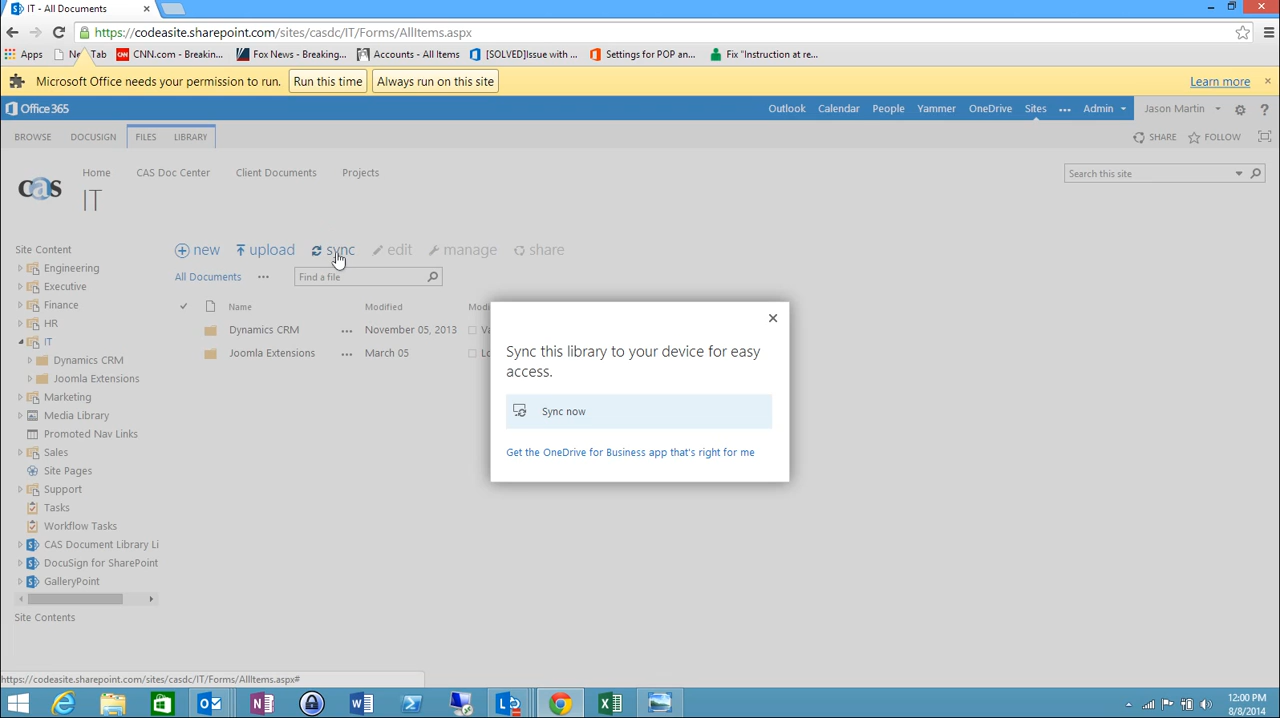 IT - All Documents
https://codeasite.sharepoint.com/sites/casdc/IT/Forms/AllItems.aspx
Apps Ne Tab CNN.com - Breakin... Fox News - Breaking... Accounts - All Items [SOLVED]Issue with ... Settings for POP an... Fix "Instruction at re...
Microsoft Office needs your permission to run. Run this time Always run on this site Learn more
Office 365 Outlook Calendar People Yammer OneDrive Sites ... Admin Jason Martin ?
BROWSE DOCUSIGN FILES LIBRARY SHARE FOLLOW
Home CAS Doc Center Client Documents Projects Search this site
cas
IT
Site Content new upload sync edit manage share
Engineering All Documents ... Find a file
Executive
Finance Name Modified Modi
HR Dynamics CRM ... November 05, 2013 Va
IT
Joomla Extensions ... March 05 Lo
Dynamics CRM
Joomla Extensions
Marketing
Media Library
Promoted Nav Links
Sales
Site Pages
Support
Tasks
Workflow Tasks
CAS Document Library Li
DocuSign for SharePoint
GalleryPoint
Site Contents
Sync this library to your device for easy
access.
Sync now
Get the OneDrive for Business app that's right for me
https://codeasite.sharepoint.com/sites/casdc/IT/Forms/AllItems.aspx#
12:00 PM
8/8/2014